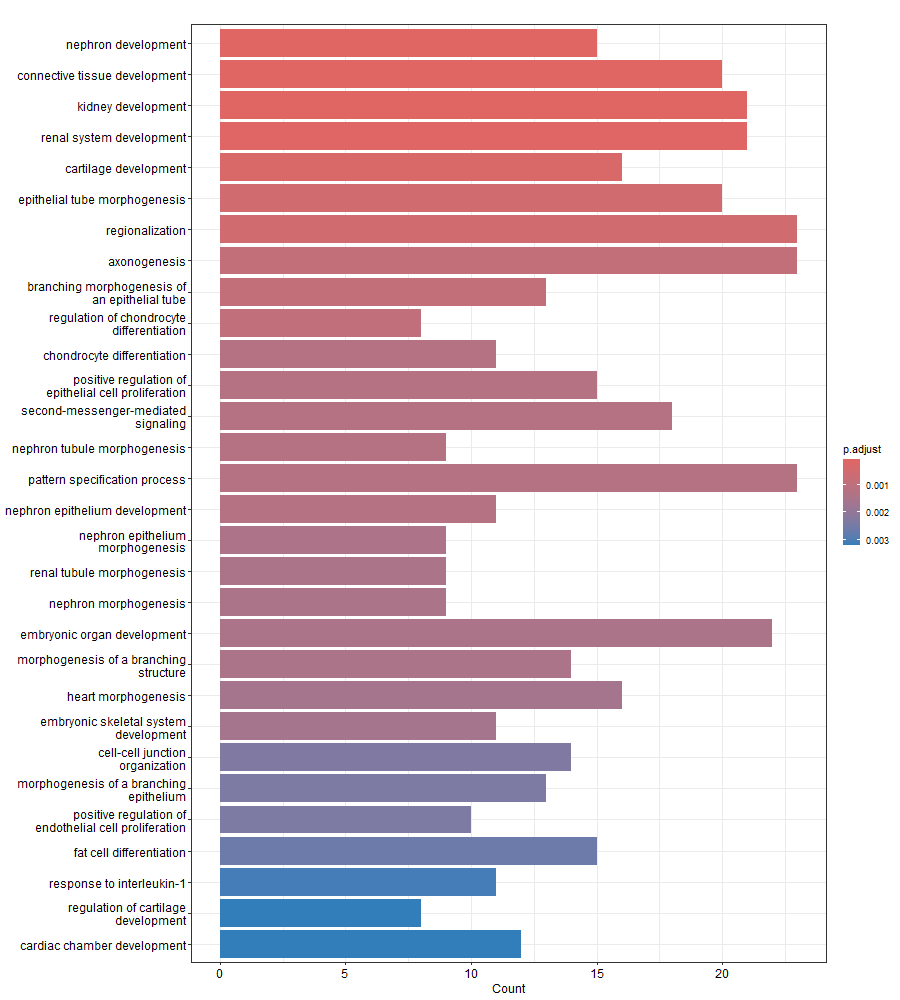 nephron development
connective tissue development
kidney development
renal system development
cartilage development
epithelial tube morphogenesis
regionalization
axonogenesis
branching morphogenesis of
an epithelial tube
regulation of chondrocyte
differentiation
chondrocyte differentiation
positive regulation of
epithelial cell proliferation
second-messenger-mediated
signaling
nephron tubule morphogenesis
pattern specification process
nephron epithelium development
nephron epithelium
morphogenesis
renal tubule morphogenesis
nephron morphogenesis
embryonic organ development
morphogenesis of a branching
structure
heart morphogenesis
embryonic skeletal system
development
cell-cell junction
organization
morphogenesis of a branching
epithelium
positive regulation of
endothelial cell proliferation
fat cell differentiation
response to interleukin-1
regulation of cartilage
development
cardiac chamber development
0 5 10 15 20
Count
p.adjust
0.001
0.002
0.003